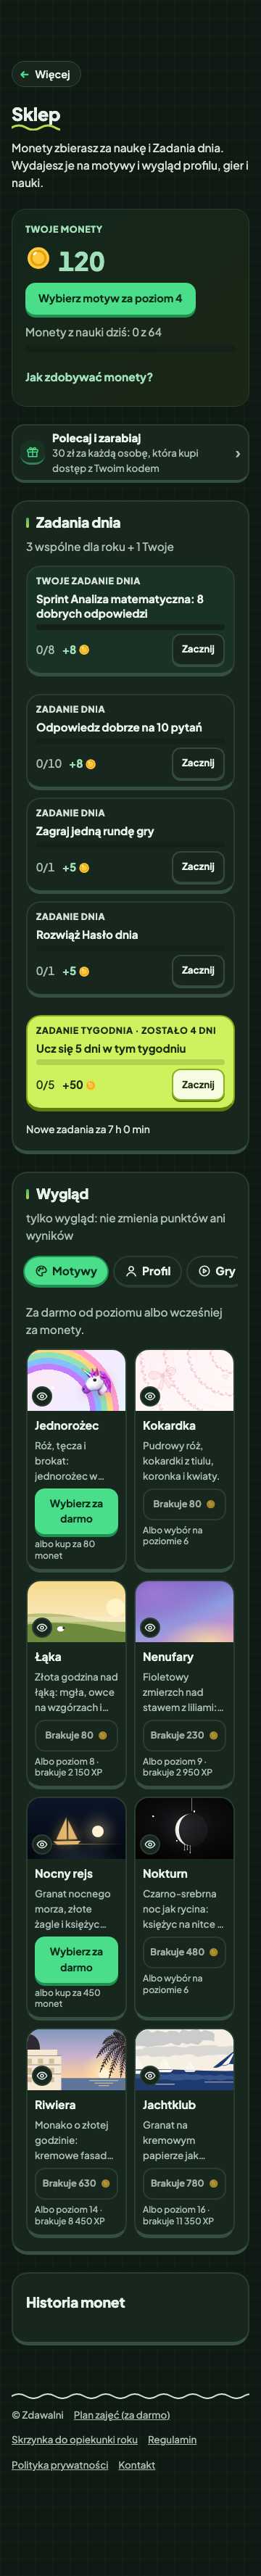 ← Więcej
Sklep
Monety zbierasz za naukę i Zadania dnia.
Wydajesz je na motywy i wygląd profilu, gier i
nauki.
TWOJE MONETY
120
Wybierz motyw za poziom 4
Monety z nauki dziś: 0 z 64
Jak zdobywać monety?
Polecaj i zarabiaj
30 zł za każdą osobę, która kupi
dostęp z Twoim kodem
›
Zadania dnia
3 wspólne dla roku + 1 Twoje
TWOJE ZADANIE DNIA
Sprint Analiza matematyczna: 8
dobrych odpowiedzi
0/8 +8 Zacznij
ZADANIE DNIA
Odpowiedz dobrze na 10 pytań
0/10 +8 Zacznij
ZADANIE DNIA
Zagraj jedną rundę gry
0/1 +5 Zacznij
ZADANIE DNIA
Rozwiąż Hasło dnia
0/1 +5 Zacznij
ZADANIE TYGODNIA · ZOSTAŁO 4 DNI
Ucz się 5 dni w tym tygodniu
0/5 +50 Zacznij
Nowe zadania za 7 h 0 min
Wygląd
tylko wygląd: nie zmienia punktów ani
wyników
Motywy Profil Gry
Za darmo od poziomu albo wcześniej
za monety.
Jednorożec
Róż, tęcza i
brokat:
jednorożec w...
Wybierz za
darmo
albo kup za 80
monet
Kokardka
Pudrowy róż,
kokardki z tiulu,
koronka i kwiaty.
Brakuje 80
Albo wybór na
poziomie 6
Łąka
Złota godzina nad
łąką: mgła, owce
na wzgórzach i...
Brakuje 80
Albo poziom 8 ·
brakuje 2 150 XP
Nenufary
Fioletowy
zmierzch nad
stawem z liliami:...
Brakuje 230
Albo poziom 9 ·
brakuje 2 950 XP
Nocny rejs
Granat nocnego
morza, złote
żagle i księżyc...
Wybierz za
darmo
albo kup za 450
monet
Nokturn
Czarno-srebrna
noc jak rycina:
księżyc na nitce ...
Brakuje 480
Albo wybór na
poziomie 6
Riwiera
Monako o złotej
godzinie:
kremowe fasad...
Brakuje 630
Albo poziom 14 ·
brakuje 8 450 XP
Jachtklub
Granat na
kremowym
papierze jak...
Brakuje 780
Albo poziom 16 ·
brakuje 11 350 XP
Historia monet
© Zdawalni Plan zajęć (za darmo)
Skrzynka do opiekunki roku Regulamin
Polityka prywatności Kontakt